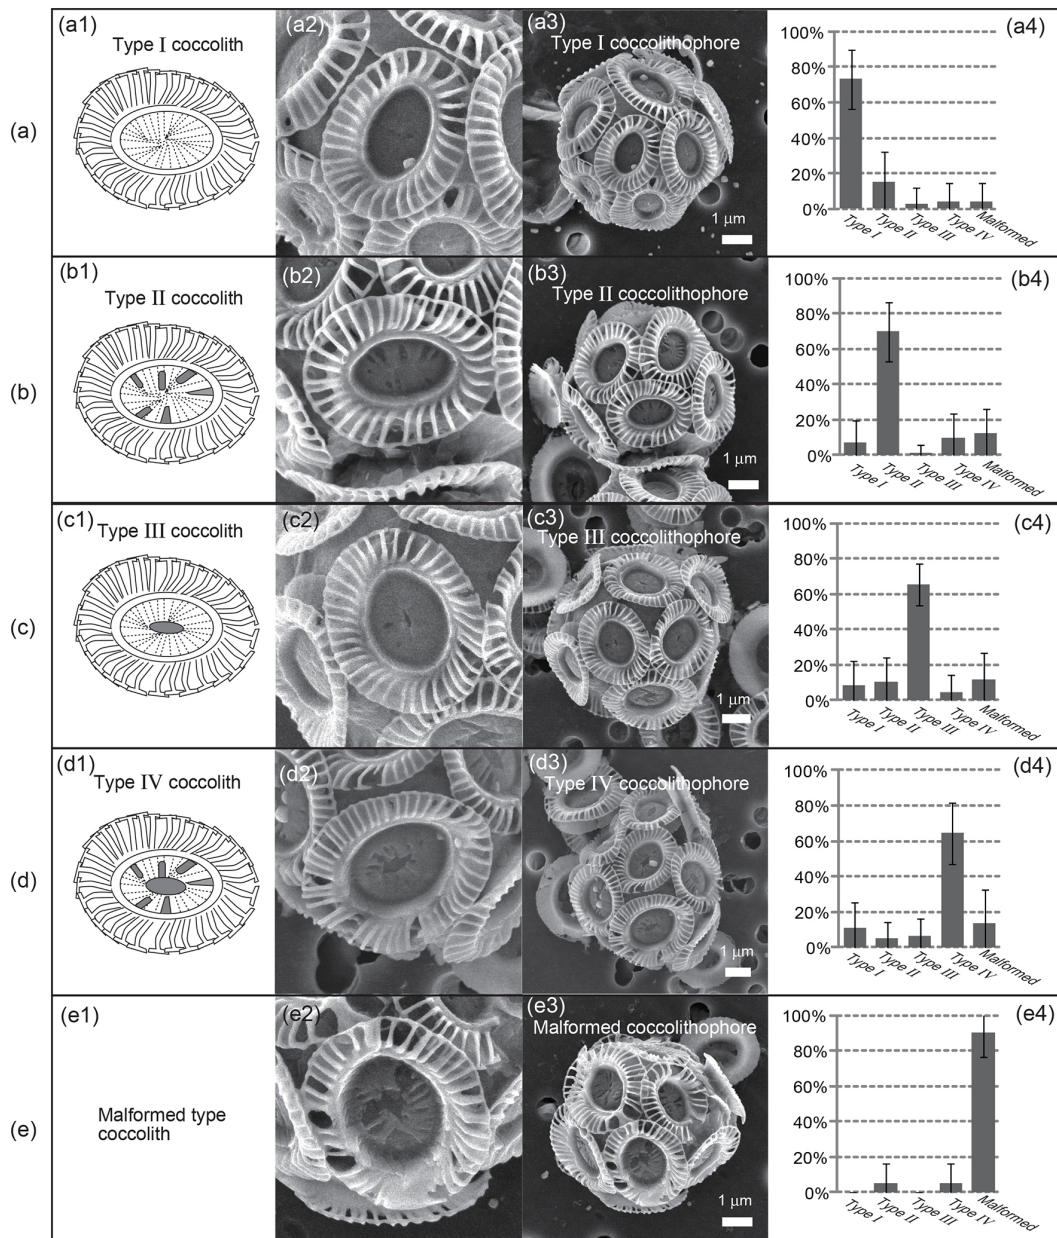 (a)
(a1)
Type I coccolith
(a2)
(a3)
Type I coccolithophore
1 μm
(a4)
100%
80%
60%
40%
20%
0%
Type I
Type II
Type III
Type IV
Malformed
(b)
(b1)
Type II coccolith
(b2)
(b3)
Type II coccolithophore
1 μm
(b4)
100%
80%
60%
40%
20%
0%
Type I
Type II
Type III
Type IV
Malformed
(c)
(c1)
Type III coccolith
(c2)
(c3)
Type III coccolithophore
1 μm
(c4)
100%
80%
60%
40%
20%
0%
Type I
Type II
Type III
Type IV
Malformed
(d)
(d1)
Type IV coccolith
(d2)
(d3)
Type IV coccolithophore
1 μm
(d4)
100%
80%
60%
40%
20%
0%
Type I
Type II
Type III
Type IV
Malformed
(e)
(e1)
Malformed type
coccolith
(e2)
(e3)
Malformed coccolithophore
1 μm
(e4)
100%
80%
60%
40%
20%
0%
Type I
Type II
Type III
Type IV
Malformed